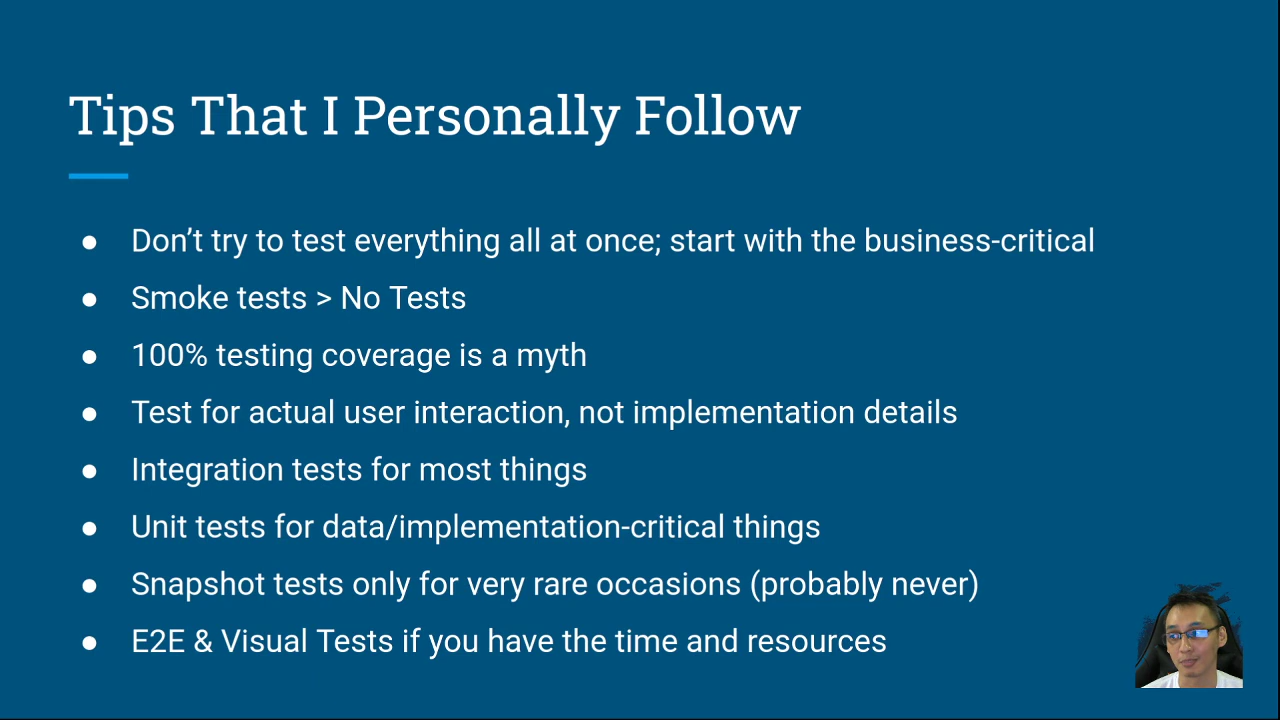 Tips That I Personally Follow
● Don’t try to test everything all at once; start with the business-critical
● Smoke tests > No Tests
● 100% testing coverage is a myth
● Test for actual user interaction, not implementation details
● Integration tests for most things
● Unit tests for data/implementation-critical things
● Snapshot tests only for very rare occasions (probably never)
● E2E & Visual Tests if you have the time and resources